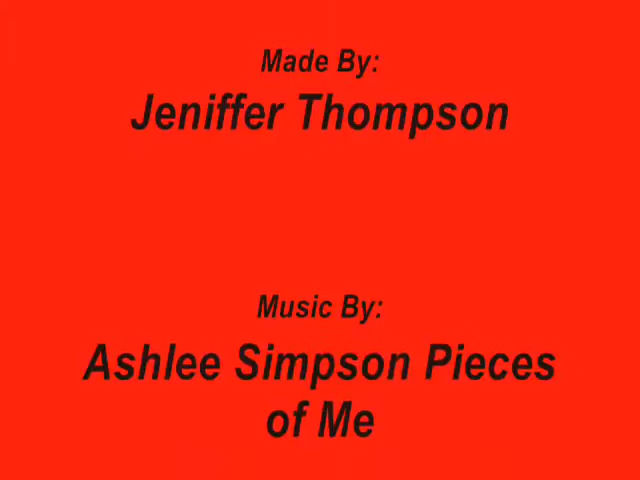 Made By:
Jeniffer Thompson
Music By:
Ashlee Simpson Pieces
of Me